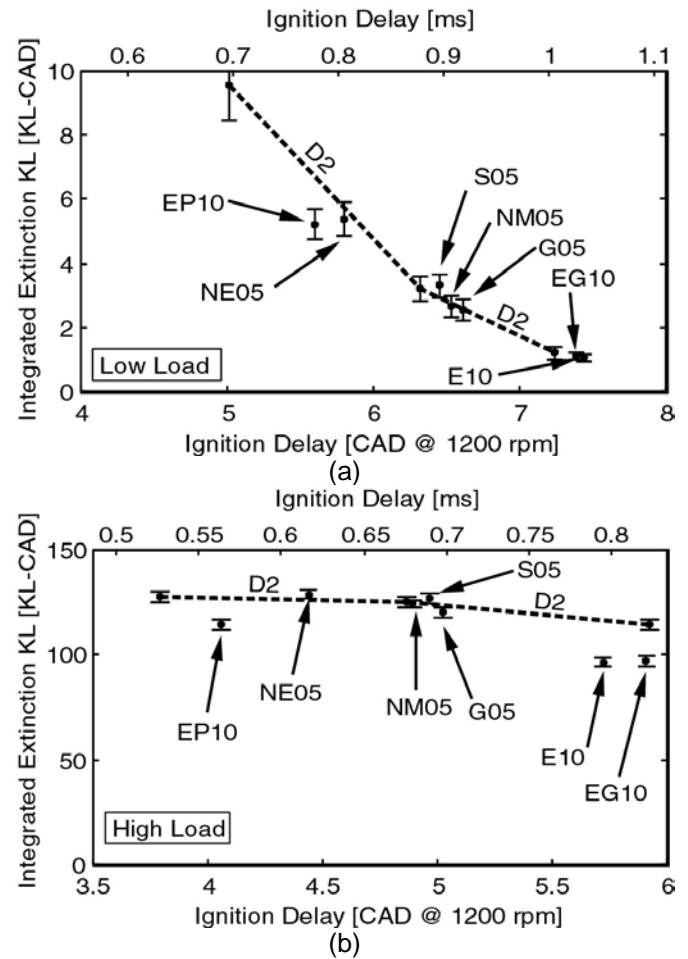 Ignition Delay [ms]
0.6 0.7 0.8 0.9 1 1.1
10
8
6
4
2
0
Integrated Extinction KL [KL-CAD]
D2
S05
EP10
NM05
G05
NE05
EG10
D2
E10
Low Load
4 5 6 7 8
Ignition Delay [CAD @ 1200 rpm]
(a)
Ignition Delay [ms]
0.5 0.55 0.6 0.65 0.7 0.75 0.8
150
100
50
0
Integrated Extinction KL [KL-CAD]
D2
S05
D2
NE05
NM05
G05
EP10
E10
EG10
High Load
3.5 4 4.5 5 5.5 6
Ignition Delay [CAD @ 1200 rpm]
(b)